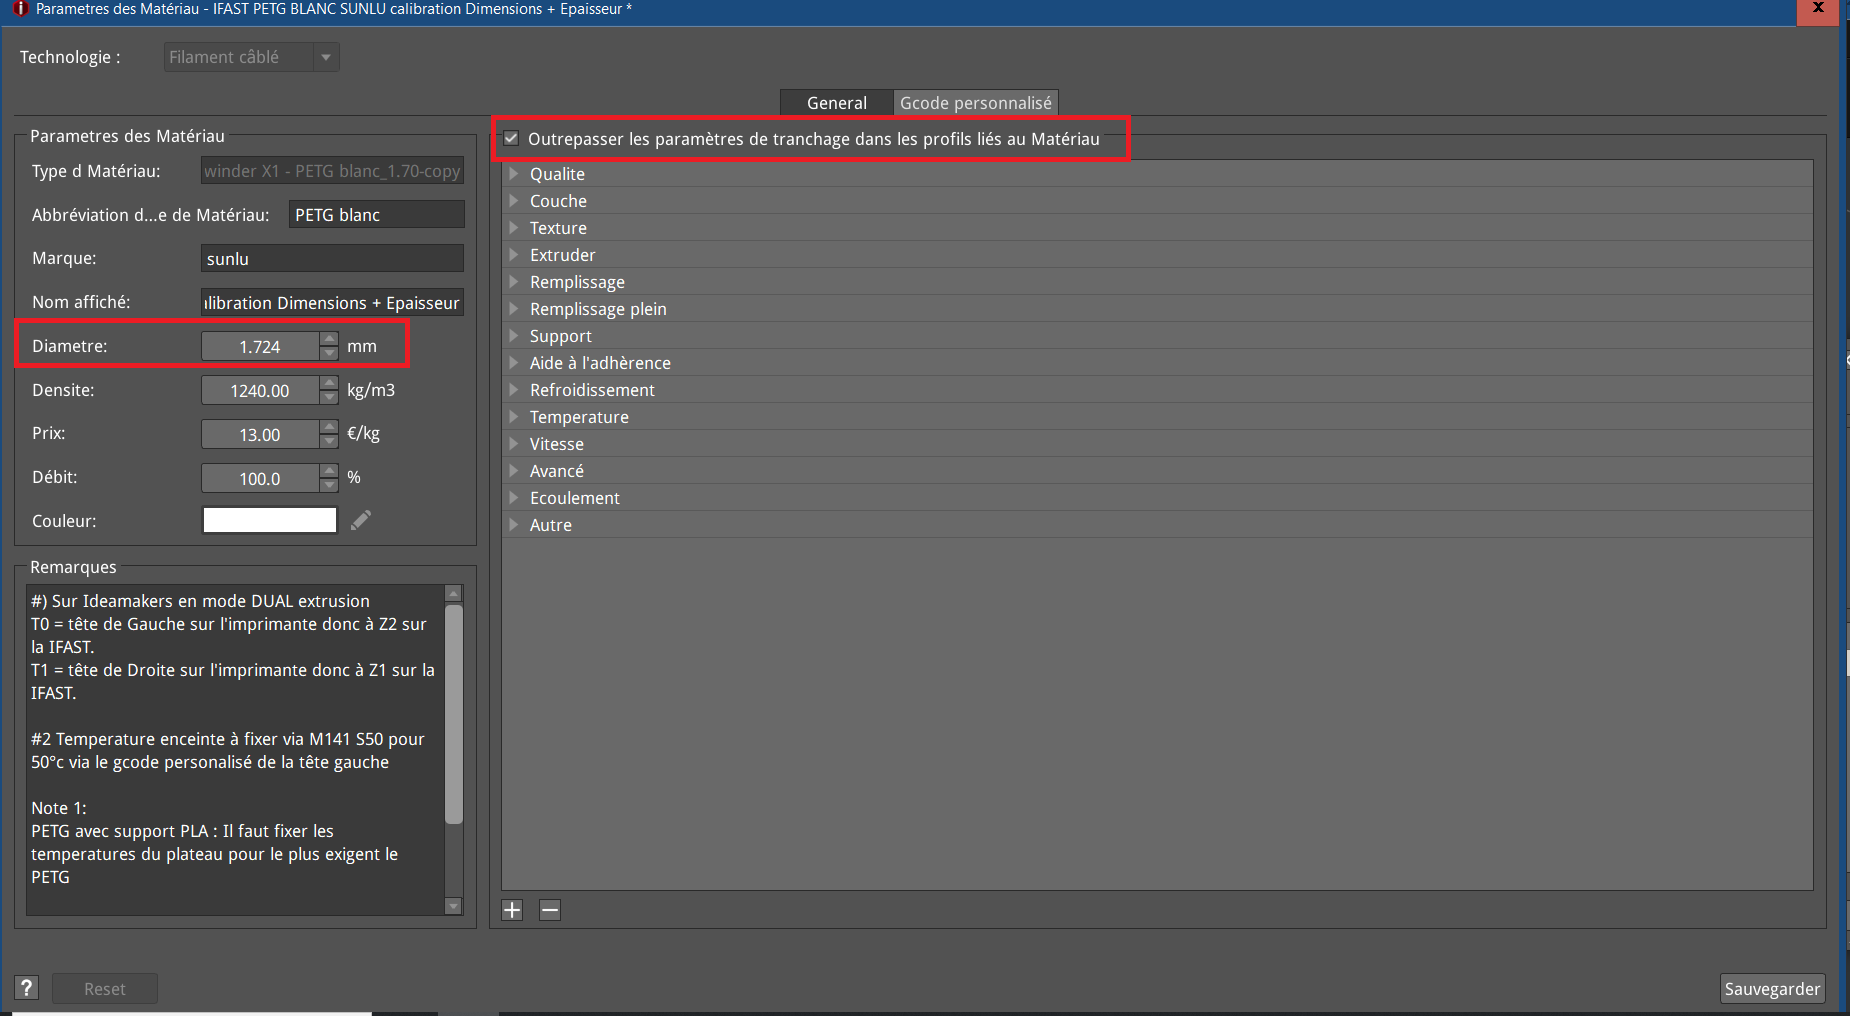 Parametres des Matériau - IFAST PETG BLANC SUNLU calibration Dimensions + Epaisseur *
x
Technologie :
Filament câblé
General
Gcode personnalisé
Parametres des Matériau
Type d Matériau:
winder X1 - PETG blanc_1.70-copy
Abbréviation d...e de Matériau:
PETG blanc
Marque:
sunlu
Nom affiché:
libration Dimensions + Epaisseur
Diametre:
1.724
mm
Densite:
1240.00
kg/m3
Prix:
13.00
€/kg
Débit:
100.0
%
Couleur:
Outrepasser les paramètres de tranchage dans les profils liés au Matériau
Qualite
Couche
Texture
Extruder
Remplissage
Remplissage plein
Support
Aide à l'adhèrence
Refroidissement
Temperature
Vitesse
Avancé
Ecoulement
Autre
Remarques
#) Sur Ideamakers en mode DUAL extrusion
T0 = tête de Gauche sur l'imprimante donc à Z2 sur
la IFAST.
T1 = tête de Droite sur l'imprimante donc à Z1 sur la
IFAST.
#2 Temperature enceinte à fixer via M141 S50 pour
50°c via le gcode personalisé de la tête gauche
Note 1:
PETG avec support PLA : Il faut fixer les
temperatures du plateau pour le plus exigent le
PETG
?
Reset
Sauvegarder